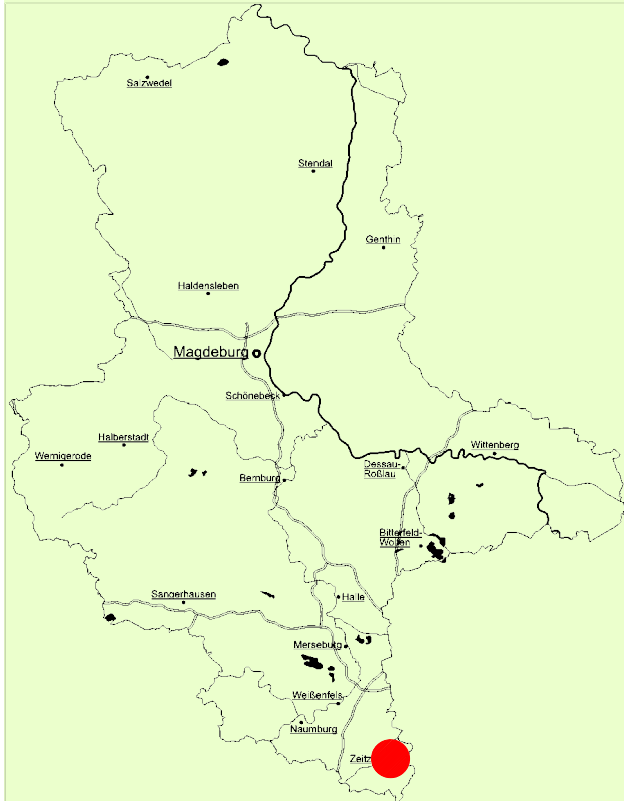 Salzwedel
Stendal
Genthin
Haldensleben
Magdeburg
Schönebeck
Halberstadt
Wernigerode
Wittenberg
Dessau-
Roßlau
Bernburg
Bitterfeld-
Wolfen
Sangerhausen
Halle
Merseburg
Weißenfels
Naumburg
Zeitz